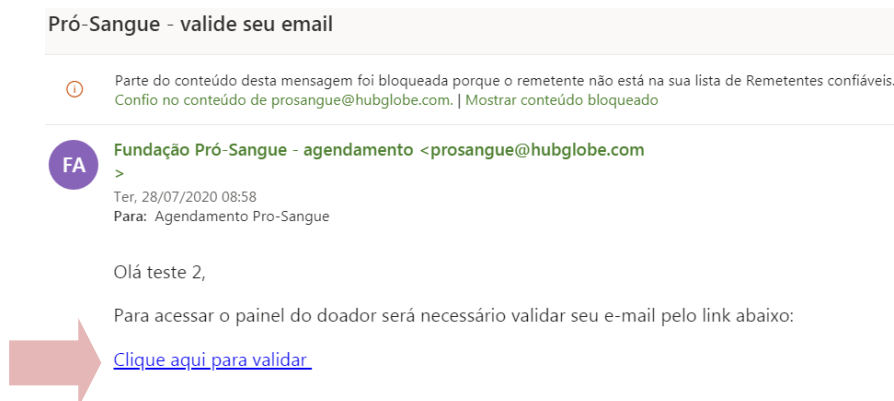 Pró-Sangue - valide seu email
Parte do conteúdo desta mensagem foi bloqueada porque o remetente não está na sua lista de Remetentes confiáveis.
Confio no conteúdo de prosangue@hubglobe.com. | Mostrar conteúdo bloqueado
FA
Fundação Pró-Sangue - agendamento <prosangue@hubglobe.com
>
Ter, 28/07/2020 08:58
Para: Agendamento Pro-Sangue
Olá teste 2,
Para acessar o painel do doador será necessário validar seu e-mail pelo link abaixo:
Clique aqui para validar